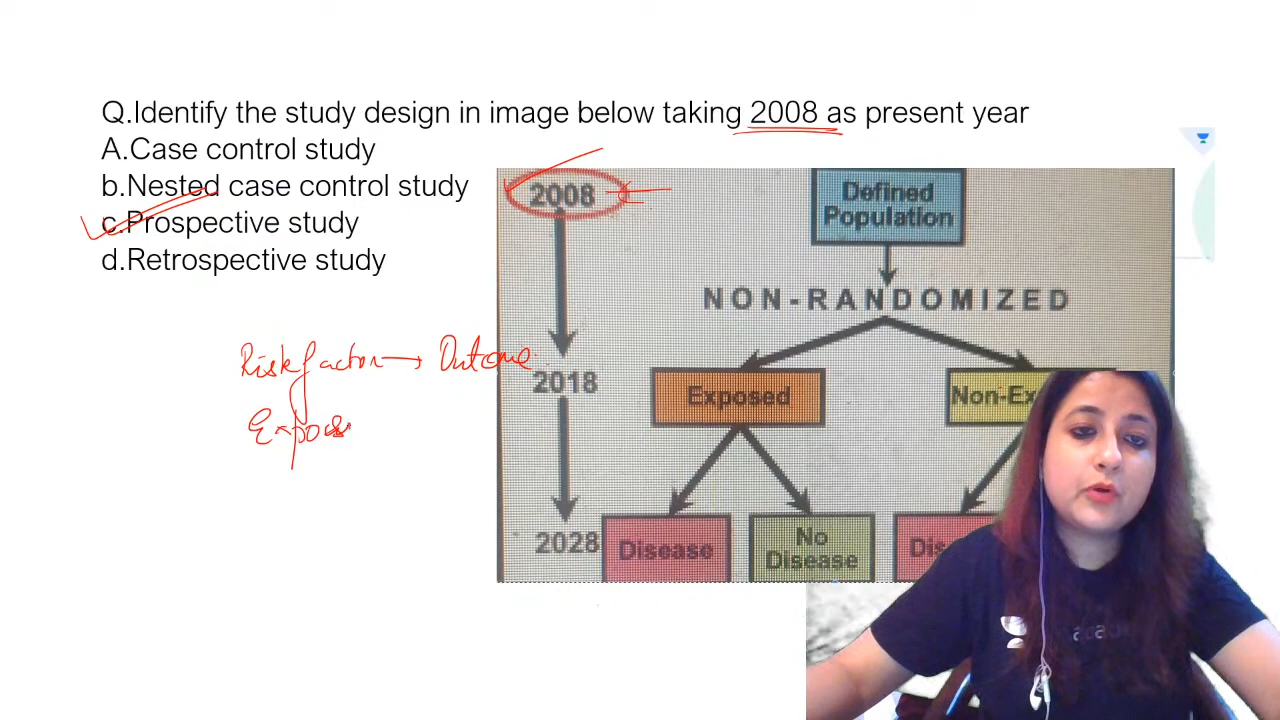 Q.Identify the study design in image below taking 2008 as present year
A.Case control study
b.Nested case control study
c.Prospective study
d.Retrospective study
2008
Defined
Population
NON-RANDOMIZED
Risk factor → Outcome.
2018
Exposed
Non-Ex
2028
Disease
No
Disease
Dis